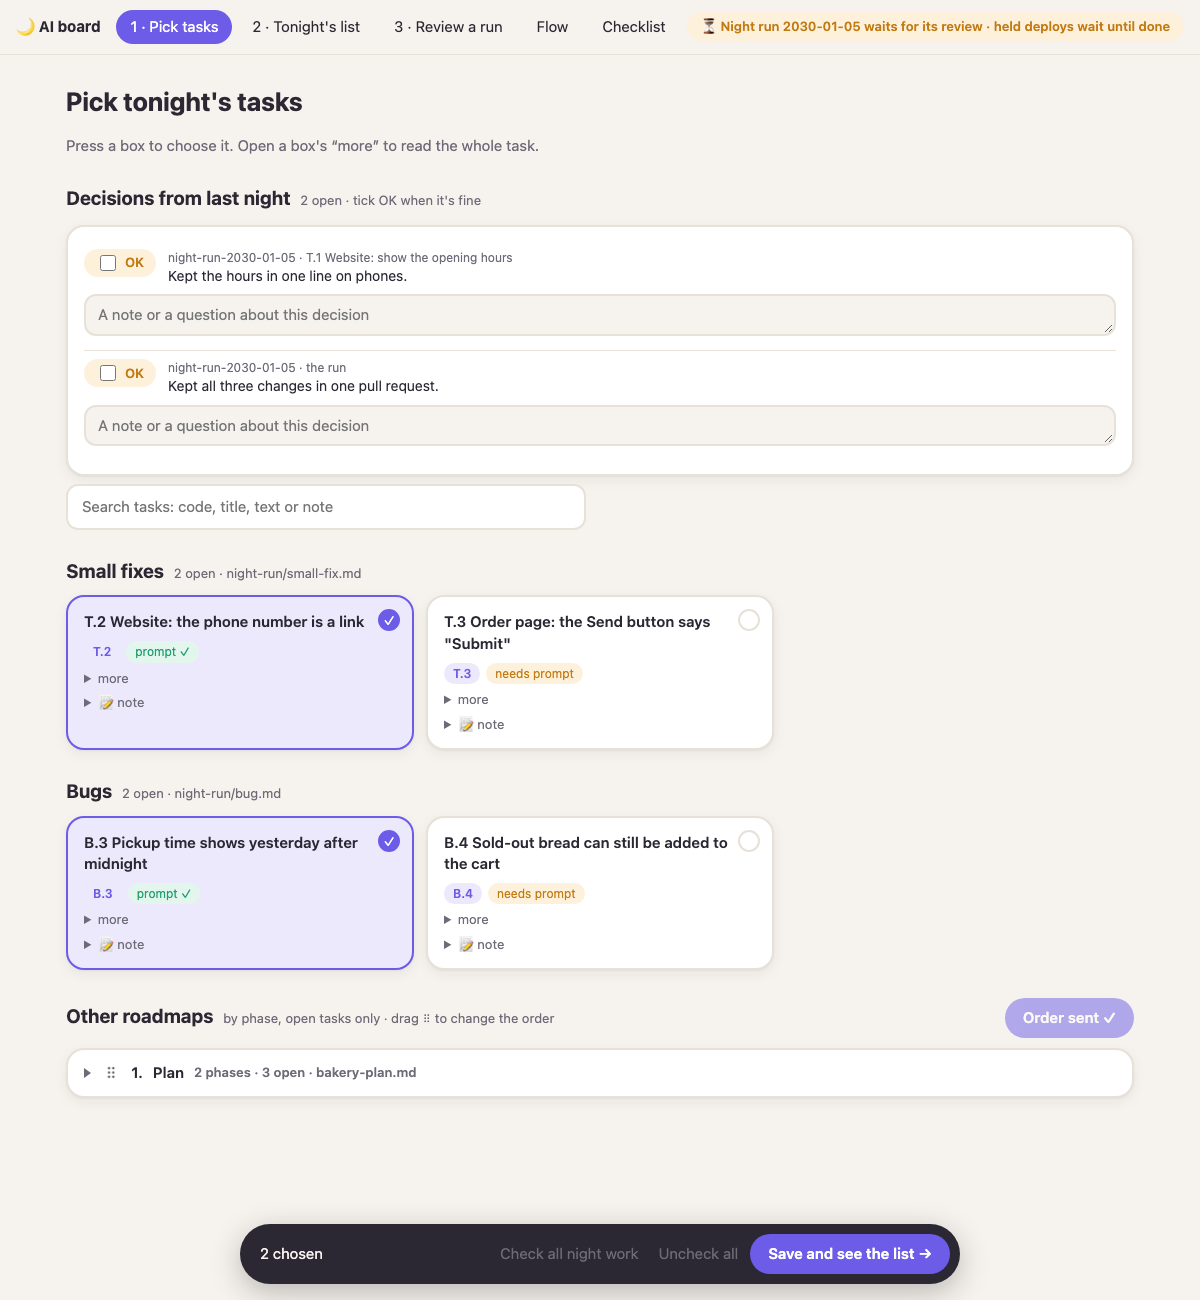 🌙 AI board
1 · Pick tasks
2 · Tonight's list
3 · Review a run
Flow
Checklist
⏳ Night run 2030-01-05 waits for its review · held deploys wait until done
Pick tonight's tasks
Press a box to choose it. Open a box's “more” to read the whole task.
Decisions from last night 2 open · tick OK when it's fine
OK
night-run-2030-01-05 · T.1 Website: show the opening hours
Kept the hours in one line on phones.
A note or a question about this decision
OK
night-run-2030-01-05 · the run
Kept all three changes in one pull request.
A note or a question about this decision
Search tasks: code, title, text or note
Small fixes 2 open · night-run/small-fix.md
T.2 Website: the phone number is a link ✓
T.2 prompt ✓
▶ more
▶ 📝 note
T.3 Order page: the Send button says
"Submit"
T.3 needs prompt
▶ more
▶ 📝 note
Bugs 2 open · night-run/bug.md
B.3 Pickup time shows yesterday after ✓
midnight
B.3 prompt ✓
▶ more
▶ 📝 note
B.4 Sold-out bread can still be added to
the cart
B.4 needs prompt
▶ more
▶ 📝 note
Other roadmaps by phase, open tasks only · drag ⠿ to change the order
Order sent ✓
▶ ⠿ 1. Plan 2 phases · 3 open · bakery-plan.md
2 chosen
Check all night work
Uncheck all
Save and see the list →